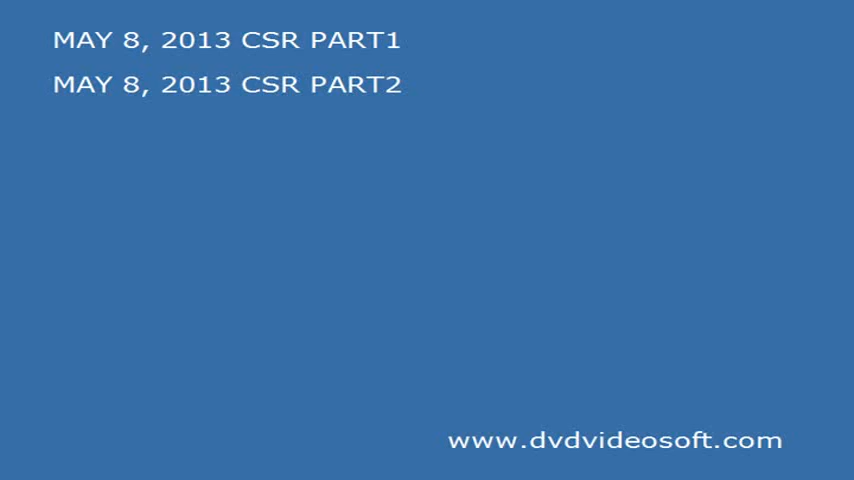 MAY 8, 2013 CSR PART1
MAY 8, 2013 CSR PART2
www.dvdvideosoft.com